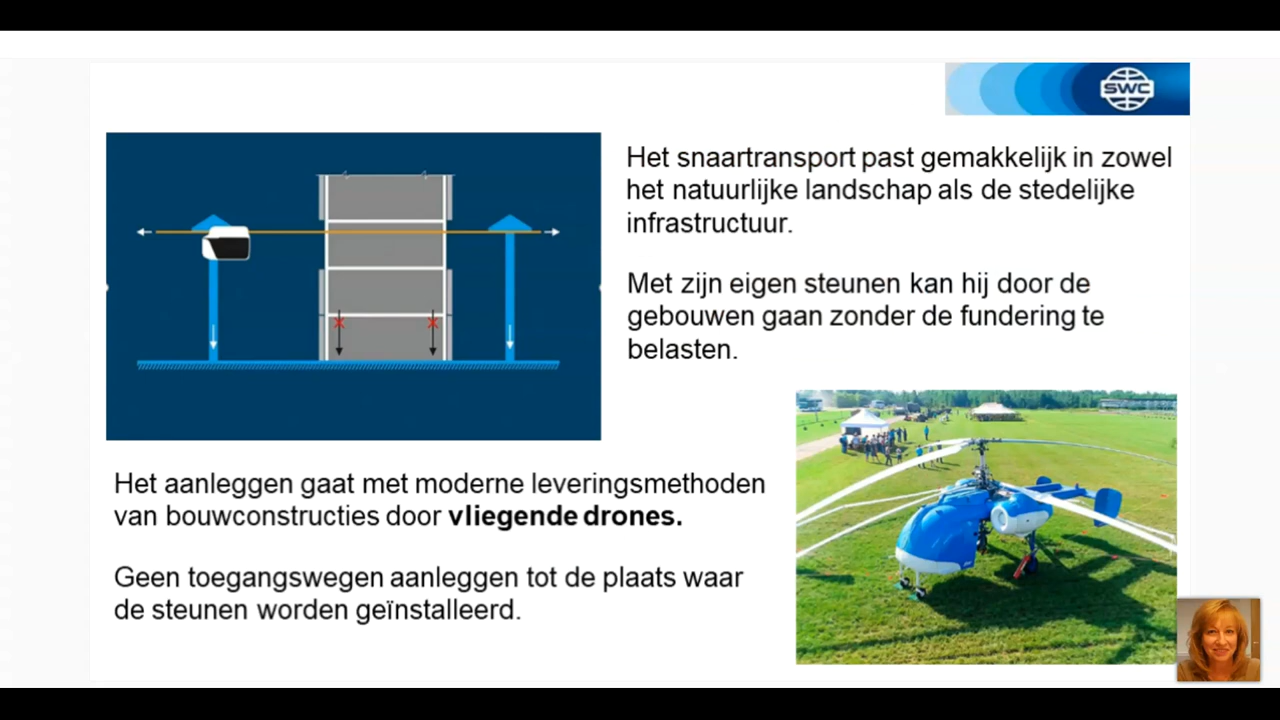 SWC
Het snaartransport past gemakkelijk in zowel
het natuurlijke landschap als de stedelijke
infrastructuur.
Met zijn eigen steunen kan hij door de
gebouwen gaan zonder de fundering te
belasten.
Het aanleggen gaat met moderne leveringsmethoden
van bouwconstructies door vliegende drones.
Geen toegangswegen aanleggen tot de plaats waar
de steunen worden geïnstalleerd.